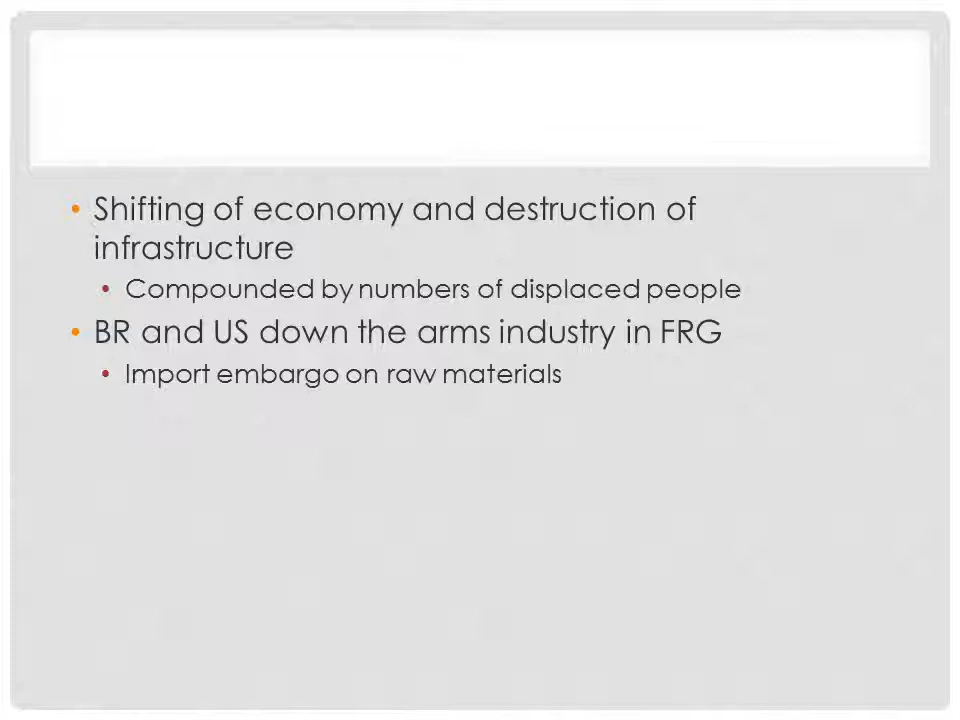 • Shifting of economy and destruction of
infrastructure
• Compounded by numbers of displaced people
• BR and US down the arms industry in FRG
• Import embargo on raw materials